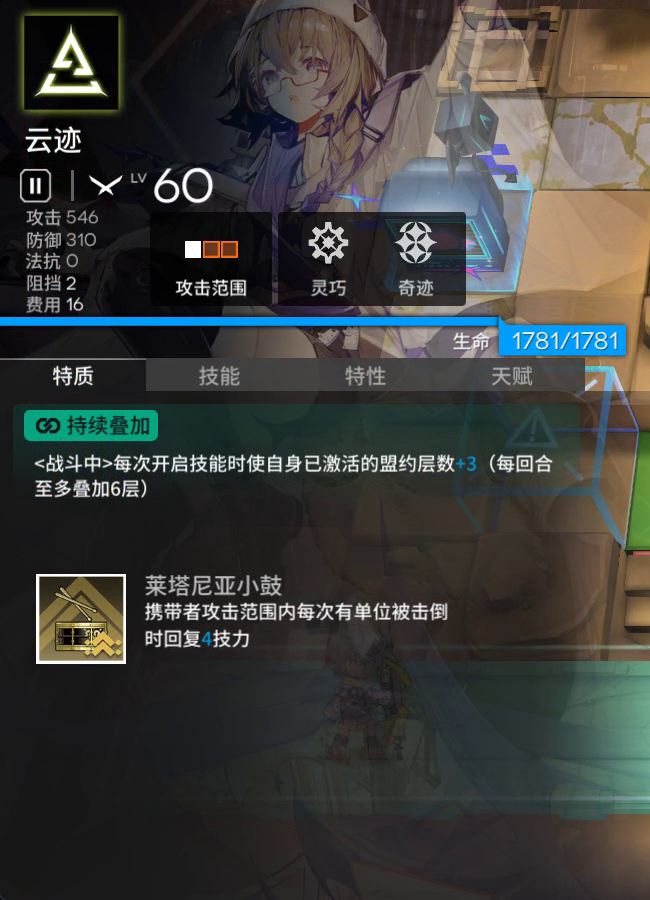 云迹
LV 60
攻击 546
防御 310
法抗 0
阻挡 2
费用 16
攻击范围
灵巧
奇迹
生命 1781/1781
特质 技能 特性 天赋
持续叠加
<战斗中>每次开启技能时使自身已激活的盟约层数+3（每回合
至多叠加6层）
莱塔尼亚小鼓
携带者攻击范围内每次有单位被击倒
时回复4技力